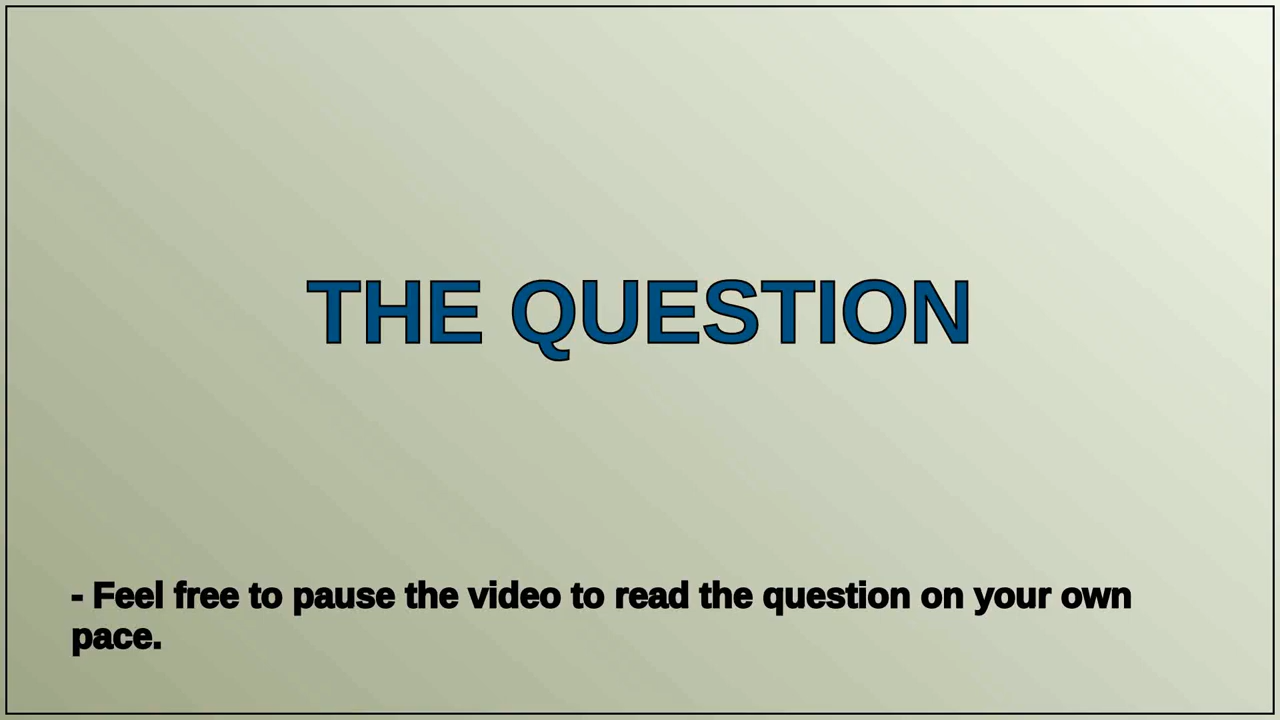 THE QUESTION
- Feel free to pause the video to read the question on your own
pace.